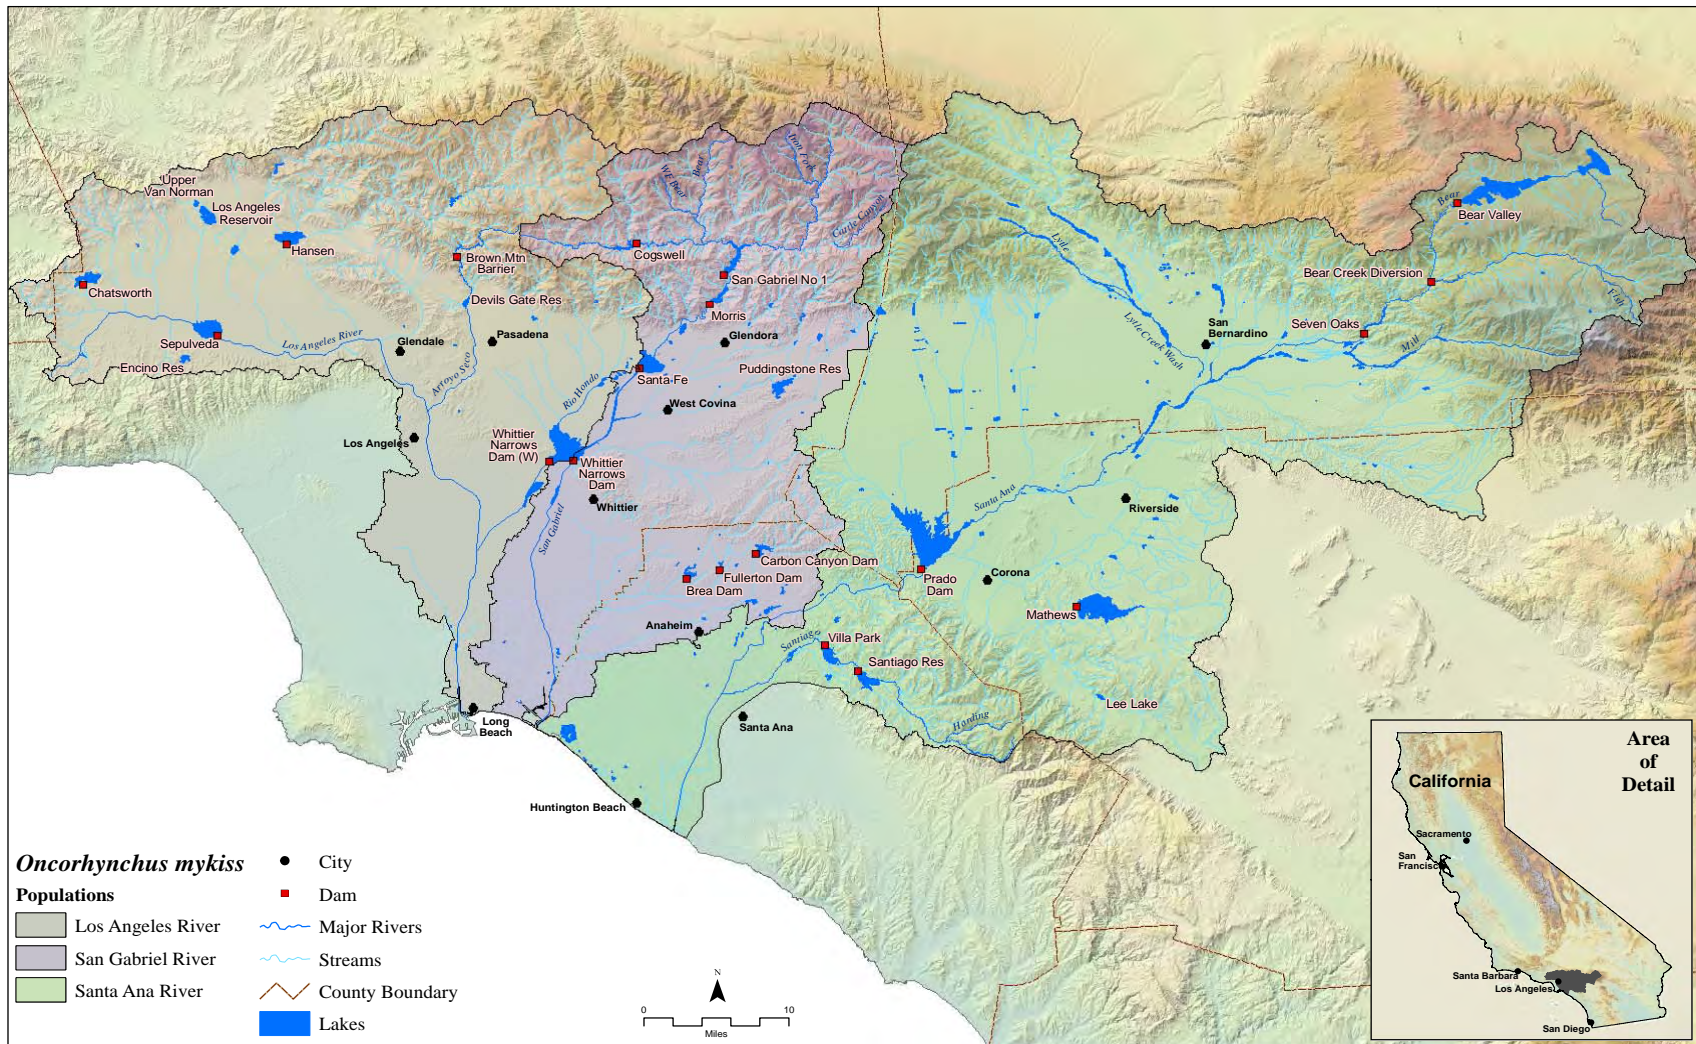 Upper
Van Norman
Los Angeles
Reservoir
Hansen
Chatsworth
Sepulveda
Encino Res
Los Angeles River
Glendale
Brown Mtn
Barrier
Devils Gate Res
Pasadena
Arroyo Seco
Los Angeles
WF Bear
Bear
Iron Fork
Cattle Canyon
Cogswell
San Gabriel No 1
Morris
Glendora
Santa Fe
Puddingstone Res
West Covina
Rio Hondo
Whittier
Narrows
Dam (W)
Whittier
Narrows
Dam
Whittier
San Gabriel
Carbon Canyon Dam
Fullerton Dam
Brea Dam
Anaheim
Long
Beach
Huntington Beach
Santa Ana
Santiago
Villa Park
Santiago Res
Harding
Lytle
Lytle Creek Wash
San
Bernardino
Bear
Bear Valley
Bear Creek Diversion
Fish
Seven Oaks
Mill
Santa Ana
Riverside
Prado
Dam
Corona
Mathews
Lee Lake
Oncorhynchus mykiss
Populations
Los Angeles River
San Gabriel River
Santa Ana River
City
Dam
Major Rivers
Streams
County Boundary
Lakes
N
0
10
Miles
Area
of
Detail
California
Sacramento
San
Francisco
Santa Barbara
Los Angeles
San Diego